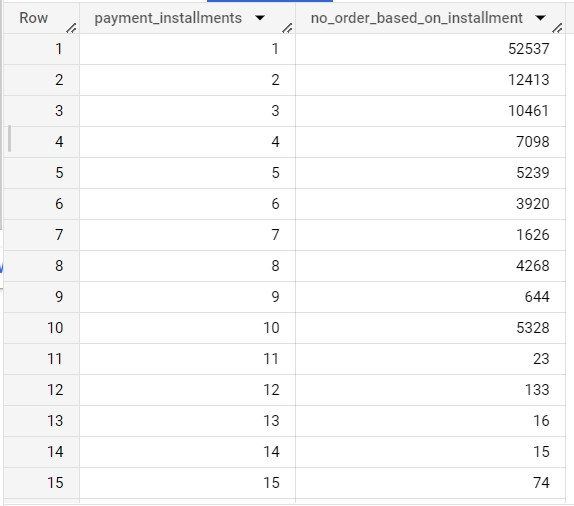 Row payment_installments no_order_based_on_installment
1 1 52537
2 2 12413
3 3 10461
4 4 7098
5 5 5239
6 6 3920
7 7 1626
8 8 4268
9 9 644
10 10 5328
11 11 23
12 12 133
13 13 16
14 14 15
15 15 74